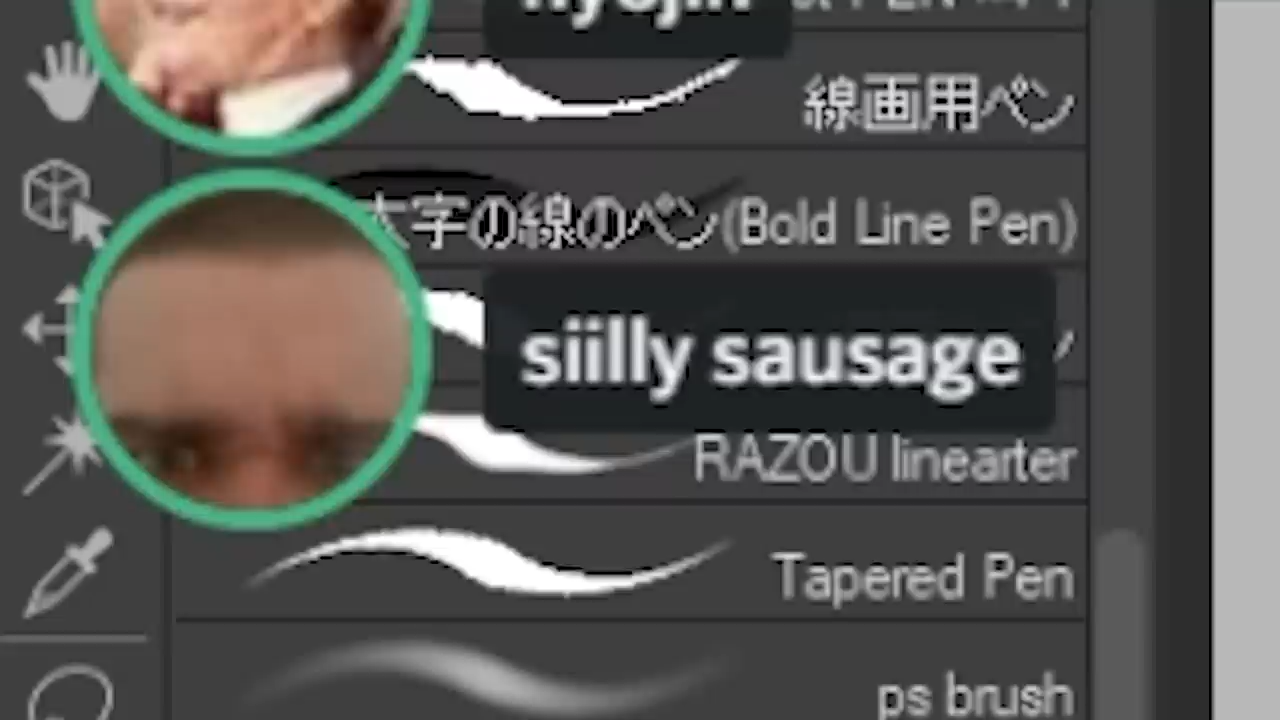 線画用ペン
太字の線のペン(Bold Line Pen)
siilly sausage
RAZOU linearter
Tapered Pen
ps brush